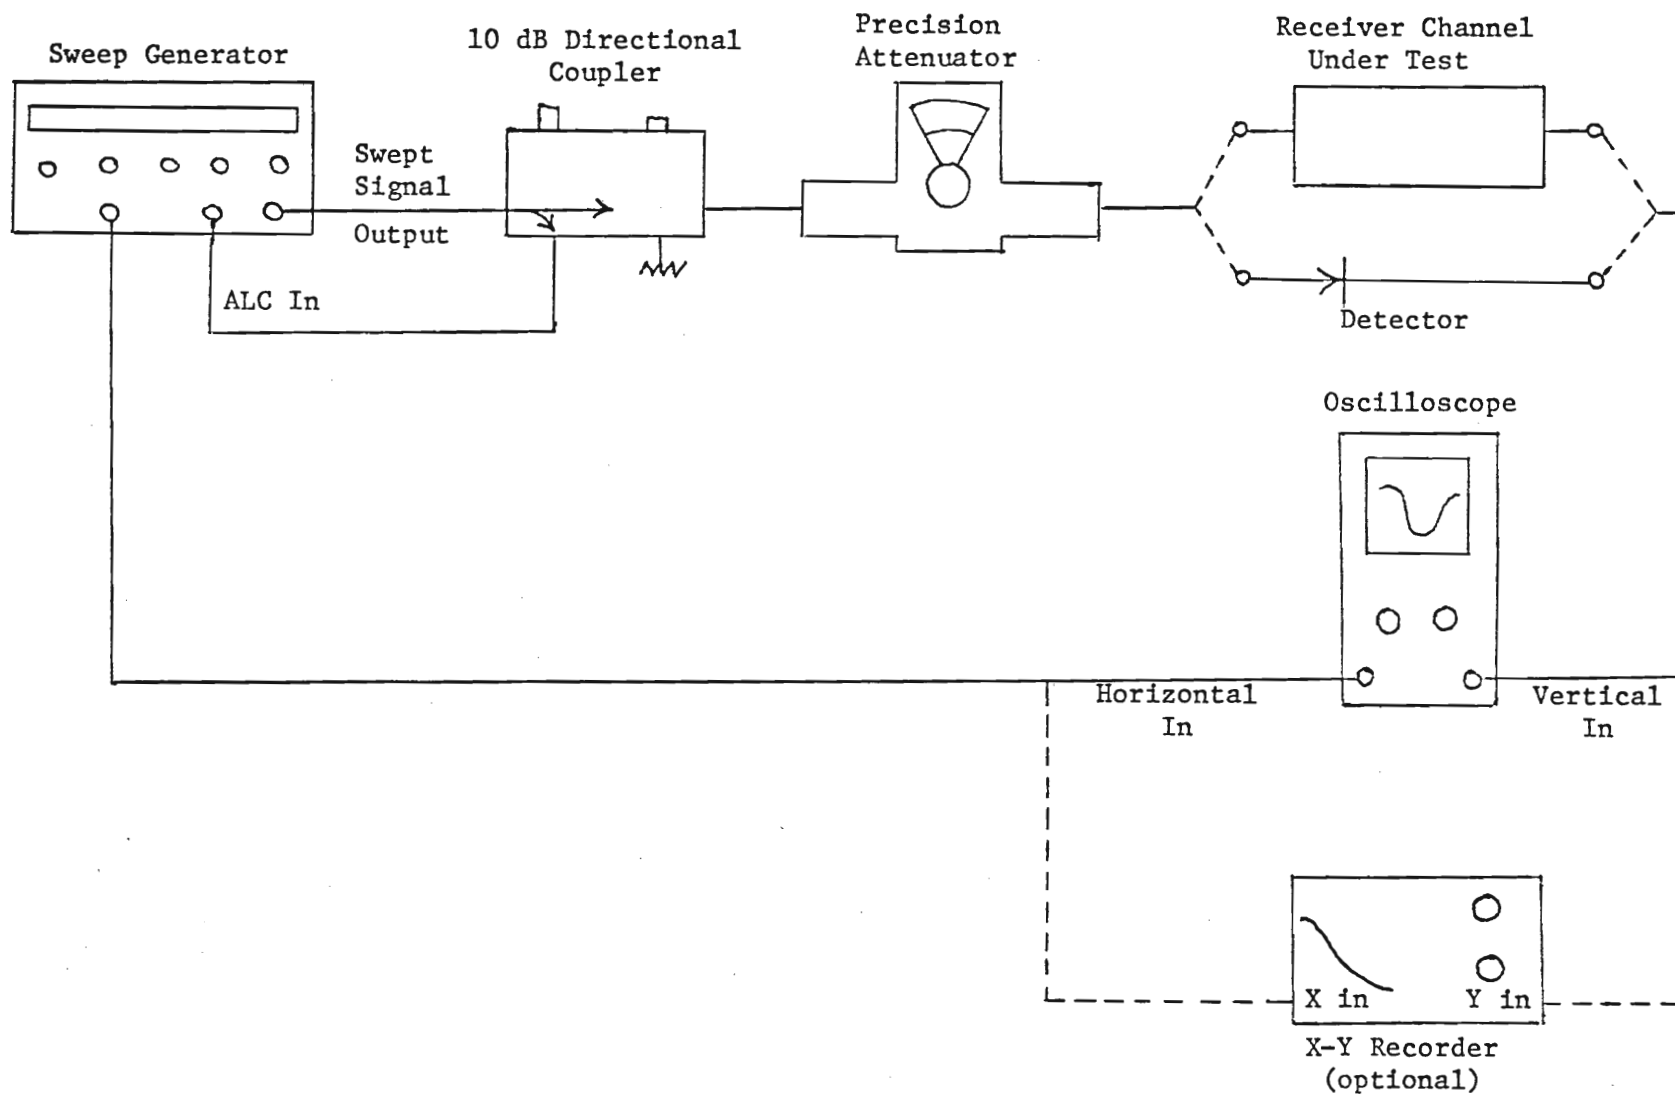 Sweep Generator
10 dB Directional
Coupler
Precision
Attenuator
Receiver Channel
Under Test
Swept
Signal
Output
ALC In
Detector
Oscilloscope
Horizontal
In
Vertical
In
X in
Y in
X-Y Recorder
(optional)